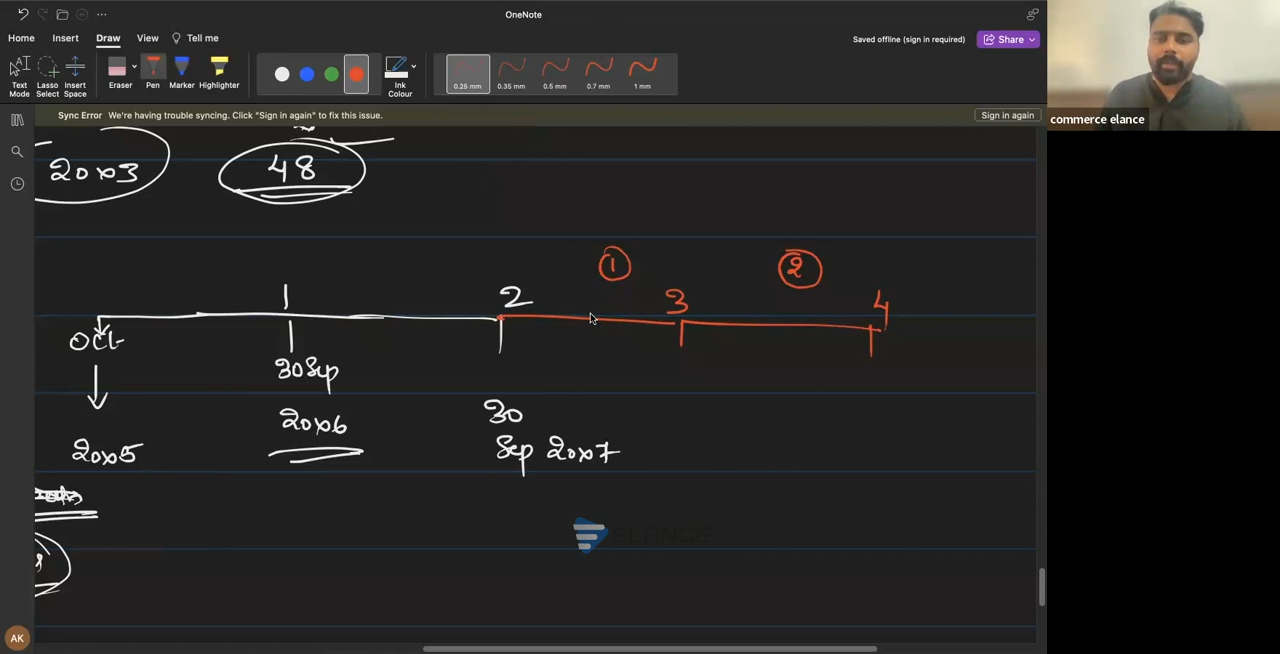 OneNote
Home Insert Draw View Tell me
Saved offline (sign in required)
Share
Text Mode
Lasso Select
Insert Space
Eraser
Pen
Marker
Highlighter
Ink Colour
0.25 mm
0.35 mm
0.5 mm
0.7 mm
1 mm
commerce elance
Sync Error We're having trouble syncing. Click "Sign in again" to fix this issue.
Sign in again
20x3
48
1
2
1
3
2
4
Oct
30 Sep
20x6
20x5
30
Sep 20x7
ELANCE
AK